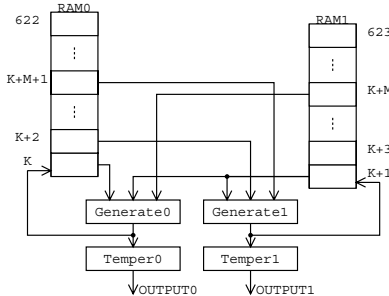 RAM0
RAM1
622
623
K+M+1
K+M
K+2
K+3
K
K+1
Generate0
Generate1
Temper0
Temper1
OUTPUT0
OUTPUT1